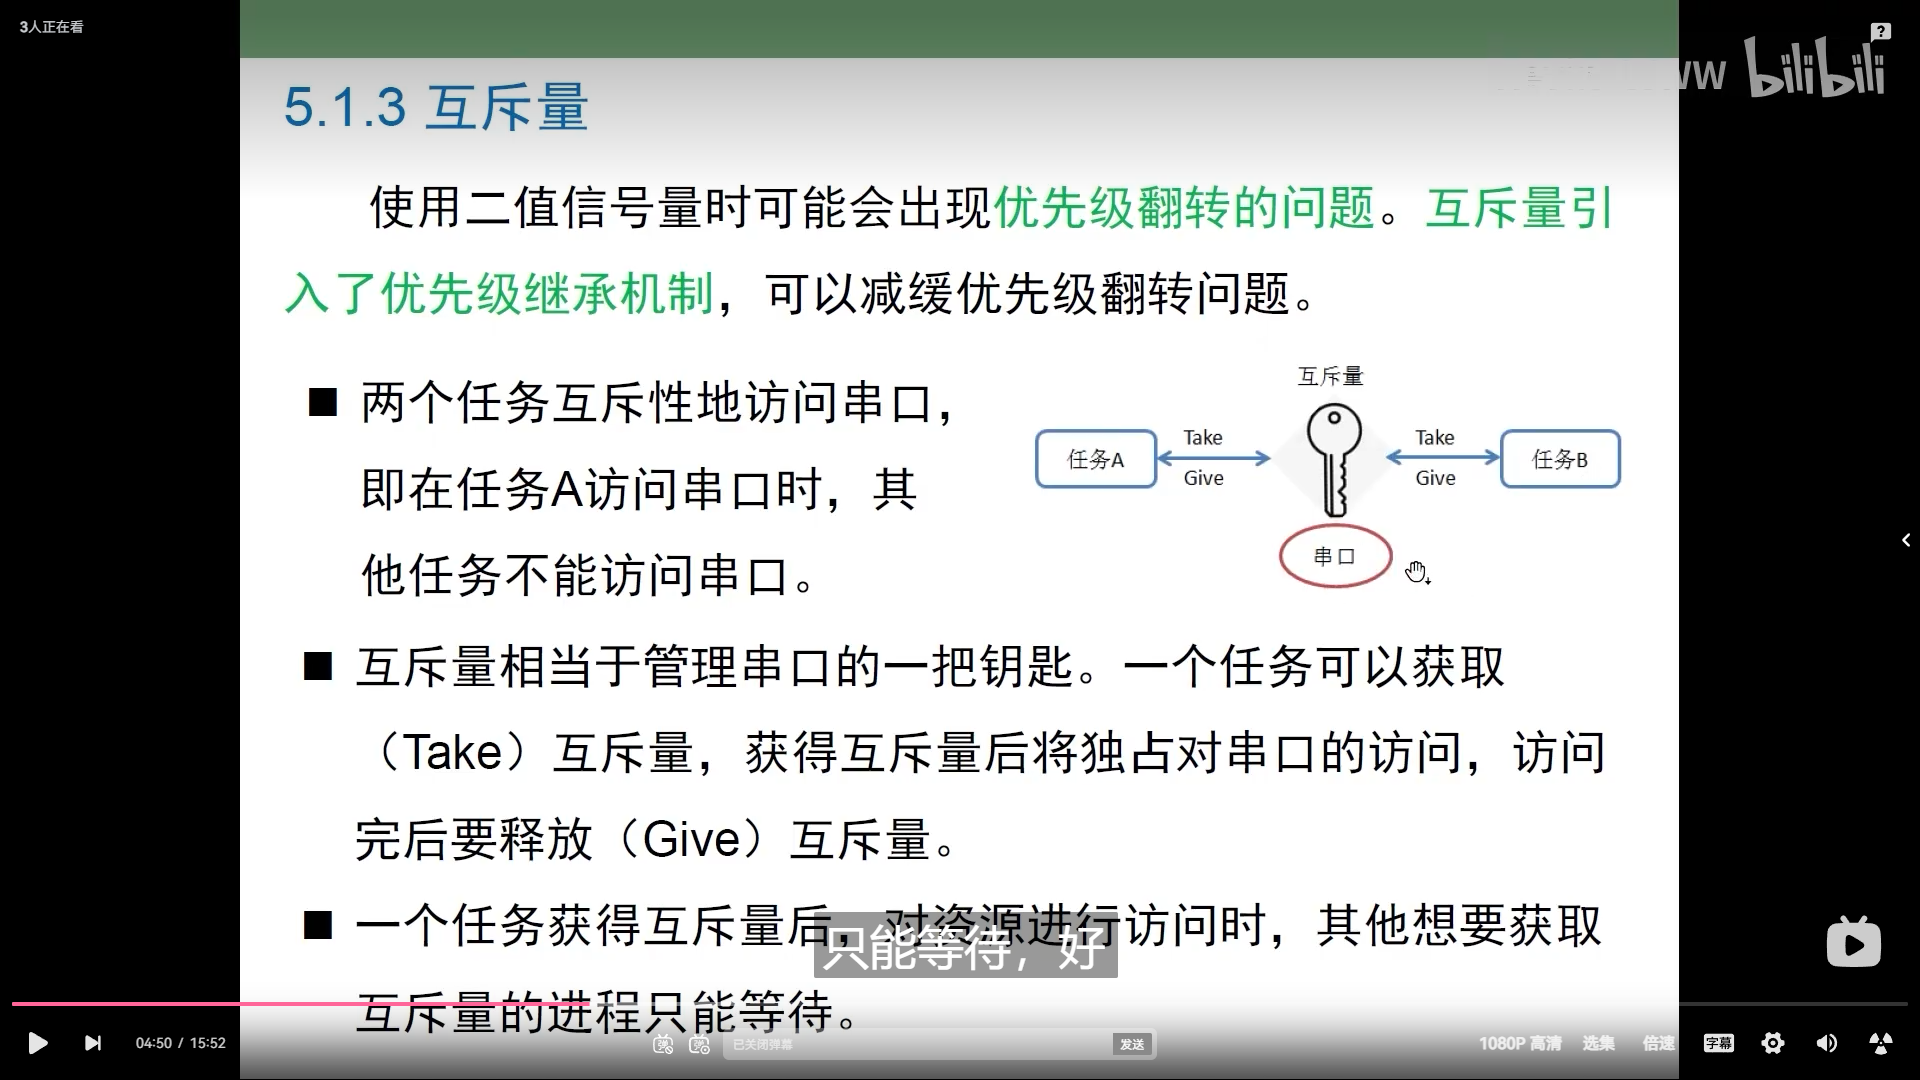 3人正在看
bilibili
5.1.3 互斥量
使用二值信号量时可能会出现优先级翻转的问题。互斥量引
入了优先级继承机制，可以减缓优先级翻转问题。
■ 两个任务互斥性地访问串口，
即在任务A访问串口时，其
他任务不能访问串口。
互斥量
任务A
Take
Give
Take
Give
任务B
串口
■ 互斥量相当于管理串口的一把钥匙。一个任务可以获取
（Take）互斥量，获得互斥量后将独占对串口的访问，访问
完后要释放（Give）互斥量。
■ 一个任务获得互斥量后，对资源进行访问时，其他想要获取
只能等待，好
互斥量的进程只能等待。
04:50 / 15:52
已关闭弹幕
发送
1080P 高清
选集
倍速
字幕